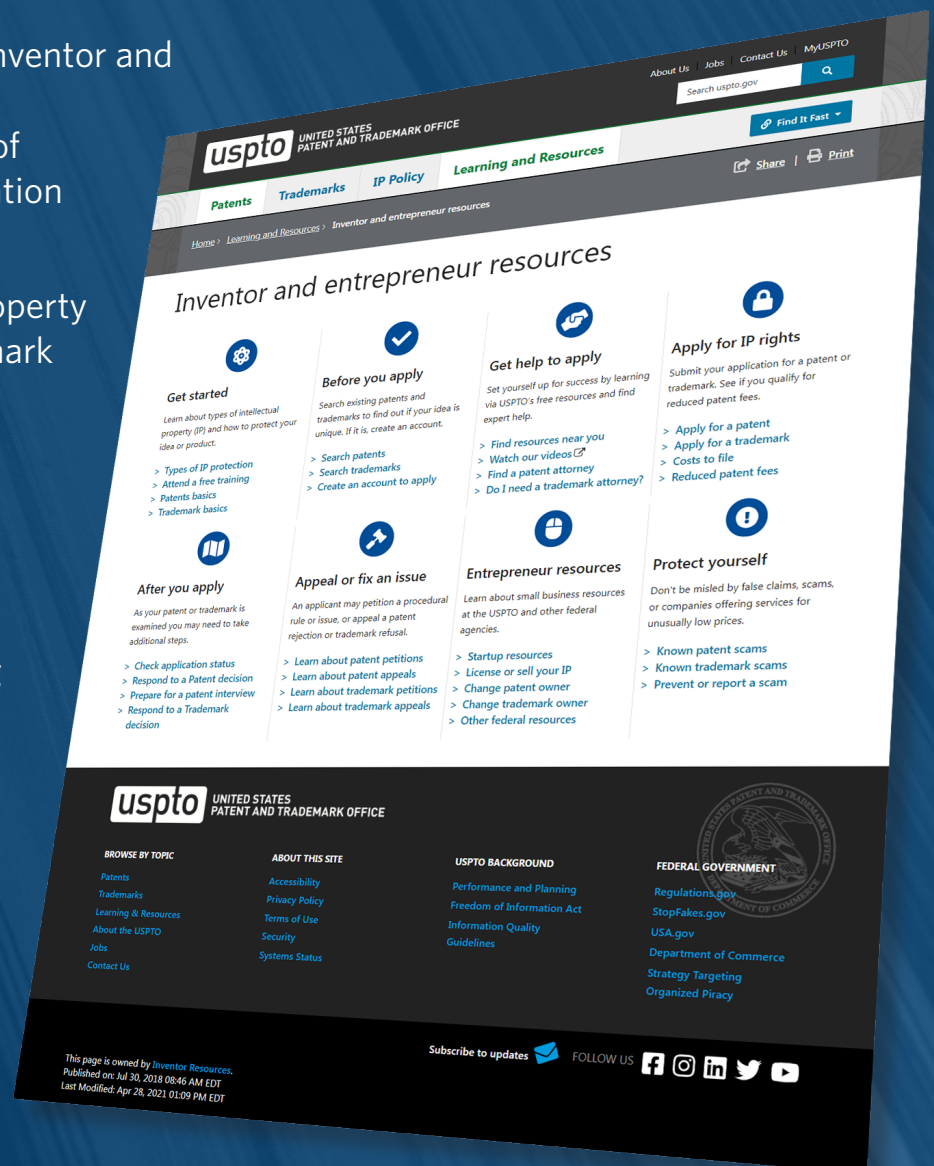 nventor and
of
tion
operty
nark
About Us | Jobs | Contact Us | MyUSPTO
Search uspto.gov
uspto UNITED STATES
PATENT AND TRADEMARK OFFICE
Find It Fast
Patents Trademarks IP Policy Learning and Resources
Share | Print
Home > Learning and Resources > Inventor and entrepreneur resources
Inventor and entrepreneur resources
Get started
Learn about types of intellectual
property (IP) and how to protect your
idea or product.
> Types of IP protection
> Attend a free training
> Patents basics
> Trademark basics
Before you apply
Search existing patents and
trademarks to find out if your idea is
unique. If it is, create an account.
> Search patents
> Search trademarks
> Create an account to apply
Get help to apply
Set yourself up for success by learning
via USPTO's free resources and find
expert help.
> Find resources near you
> Watch our videos
> Find a patent attorney
> Do I need a trademark attorney?
Apply for IP rights
Submit your application for a patent or
trademark. See if you qualify for
reduced patent fees.
> Apply for a patent
> Apply for a trademark
> Costs to file
> Reduced patent fees
After you apply
As your patent or trademark is
examined you may need to take
additional steps.
> Check application status
> Respond to a Patent decision
> Prepare for a patent interview
> Respond to a Trademark
decision
Appeal or fix an issue
An applicant may petition a procedural
rule or issue, or appeal a patent
rejection or trademark refusal.
> Learn about patent petitions
> Learn about patent appeals
> Learn about trademark petitions
> Learn about trademark appeals
Entrepreneur resources
Learn about small business resources
at the USPTO and other federal
agencies.
> Startup resources
> License or sell your IP
> Change patent owner
> Change trademark owner
> Other federal resources
Protect yourself
Don't be misled by false claims, scams,
or companies offering services for
unusually low prices.
> Known patent scams
> Known trademark scams
> Prevent or report a scam
uspto UNITED STATES
PATENT AND TRADEMARK OFFICE
UNITED STATES PATENT AND TRADEMARK OFFICE
DEPARTMENT OF COMMERCE
BROWSE BY TOPIC
Patents
Trademarks
Learning & Resources
About the USPTO
Jobs
Contact Us
ABOUT THIS SITE
Accessibility
Privacy Policy
Terms of Use
Security
Systems Status
USPTO BACKGROUND
Performance and Planning
Freedom of Information Act
Information Quality
Guidelines
FEDERAL GOVERNMENT
Regulations.gov
StopFakes.gov
USA.gov
Department of Commerce
Strategy Targeting
Organized Piracy
This page is owned by Inventor Resources.
Published on: Jul 30, 2018 08:46 AM EDT
Last Modified: Apr 28, 2021 01:09 PM EDT
Subscribe to updates FOLLOW US